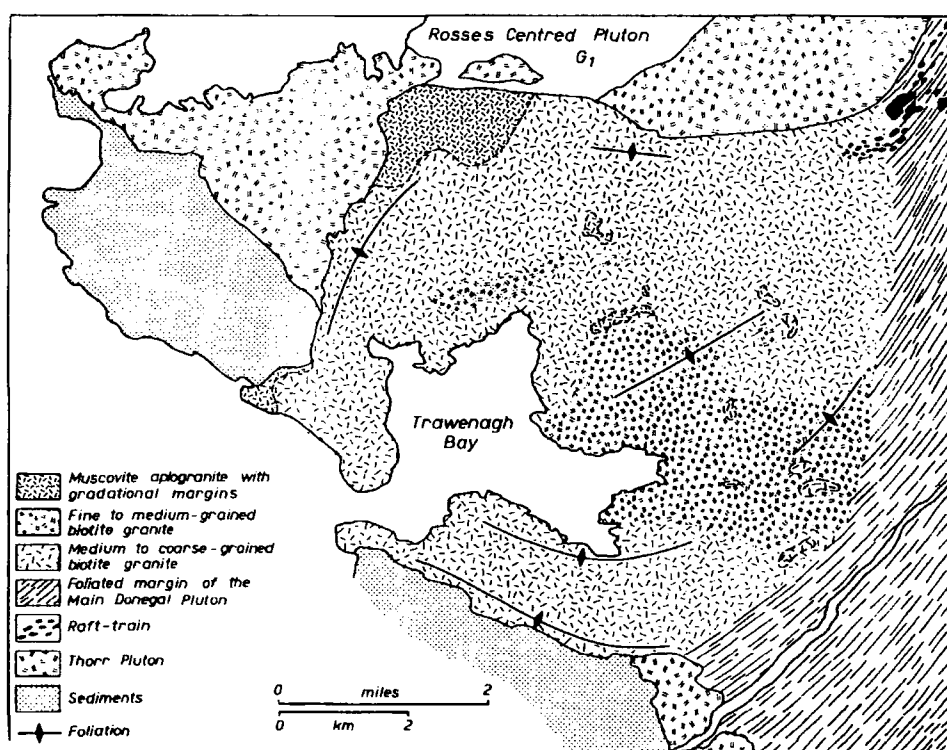 Rosses Centred Pluton
G1
Trawenagh
Bay
Muscovite aplogranite with
gradational margins
Fine to medium-grained
biotite granite
Medium to coarse-grained
biotite granite
Foliated margin of the
Main Donegal Pluton
Raft-train
Thorr Pluton
Sediments
Foliation
0 miles 2
0 km 2